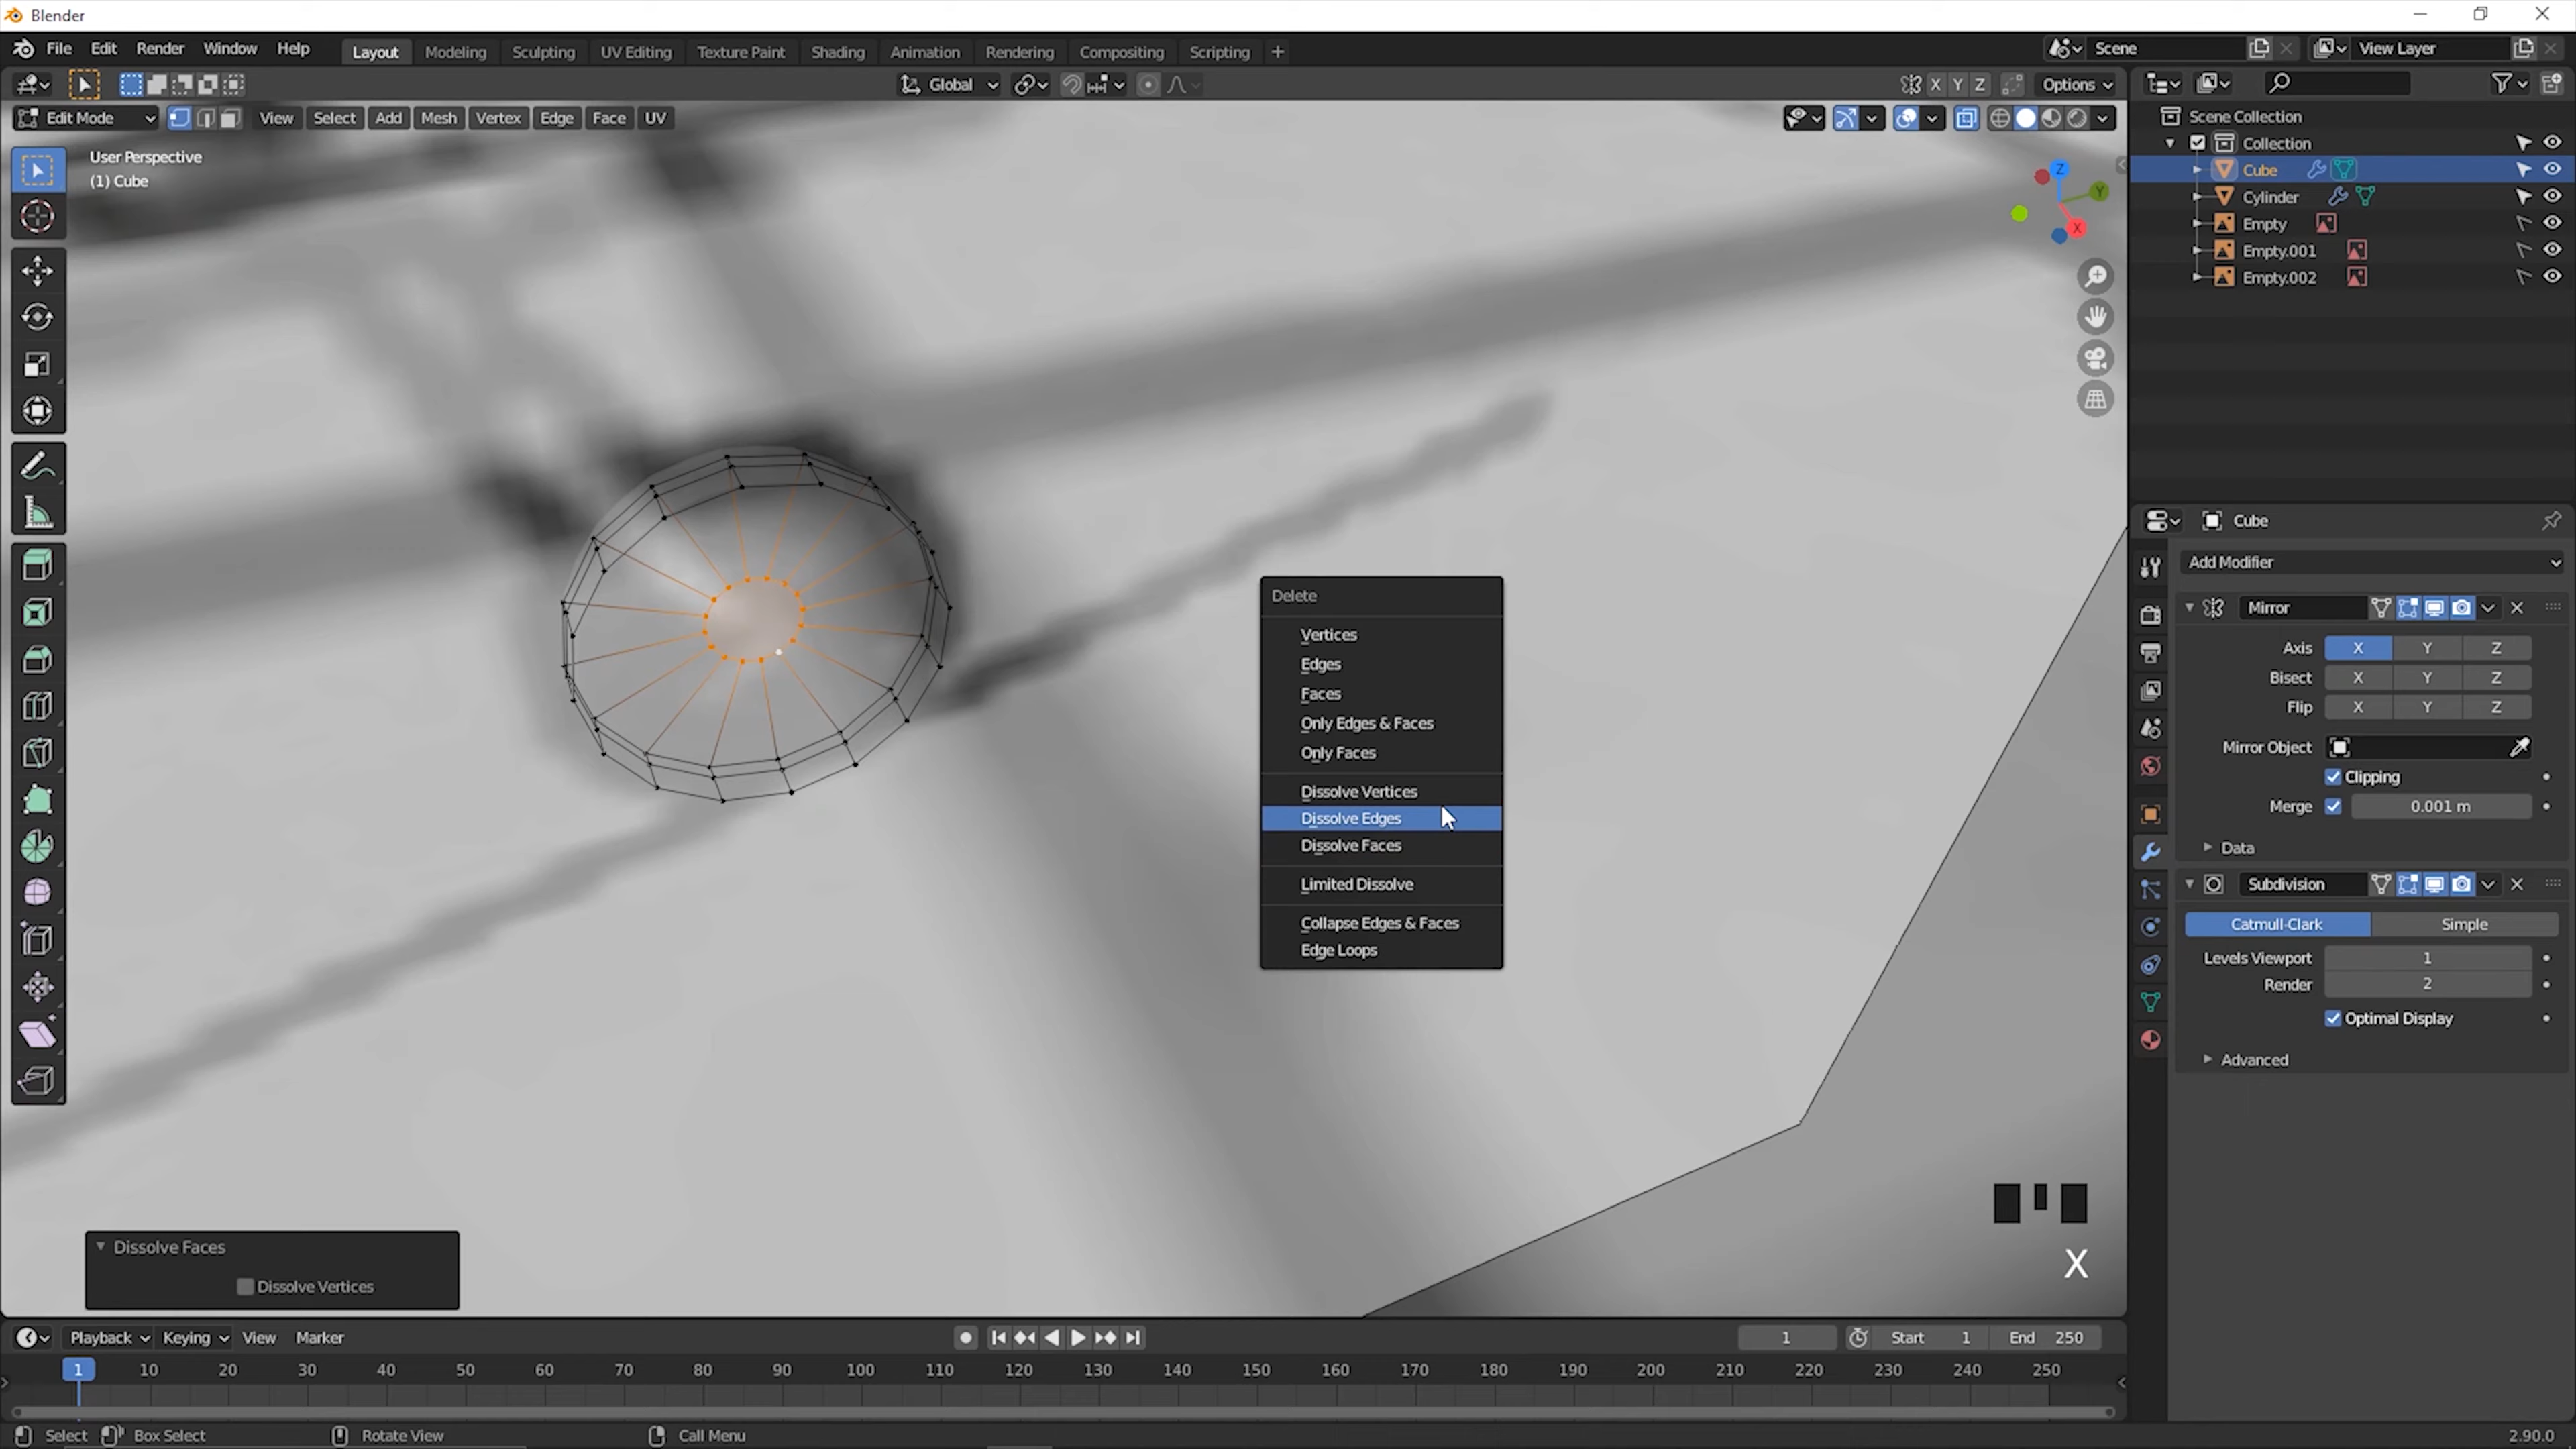 Blender
File Edit Render Window Help Layout Modeling Sculpting UV Editing Texture Paint Shading Animation Rendering Compositing Scripting + Scene View Layer
Global X Y Z Options
Edit Mode View Select Add Mesh Vertex Edge Face UV
User Perspective
(1) Cube
Z
Y
X
Scene Collection
Collection
Cube
Cylinder
Empty
Empty.001
Empty.002
Cube
Add Modifier
Mirror
Axis X Y Z
Bisect X Y Z
Flip X Y Z
Mirror Object
Clipping
Merge 0.001 m
Data
Subdivision
Catmull-Clark Simple
Levels Viewport 1
Render 2
Optimal Display
Advanced
Delete
Vertices
Edges
Faces
Only Edges & Faces
Only Faces
Dissolve Vertices
Dissolve Edges
Dissolve Faces
Limited Dissolve
Collapse Edges & Faces
Edge Loops
X
Dissolve Faces
Dissolve Vertices
Playback Keying View Marker 1 Start 1 End 250
1 10 20 30 40 50 60 70 80 90 100 110 120 130 140 150 160 170 180 190 200 210 220 230 240 250
Select Box Select Rotate View Call Menu 2.90.0